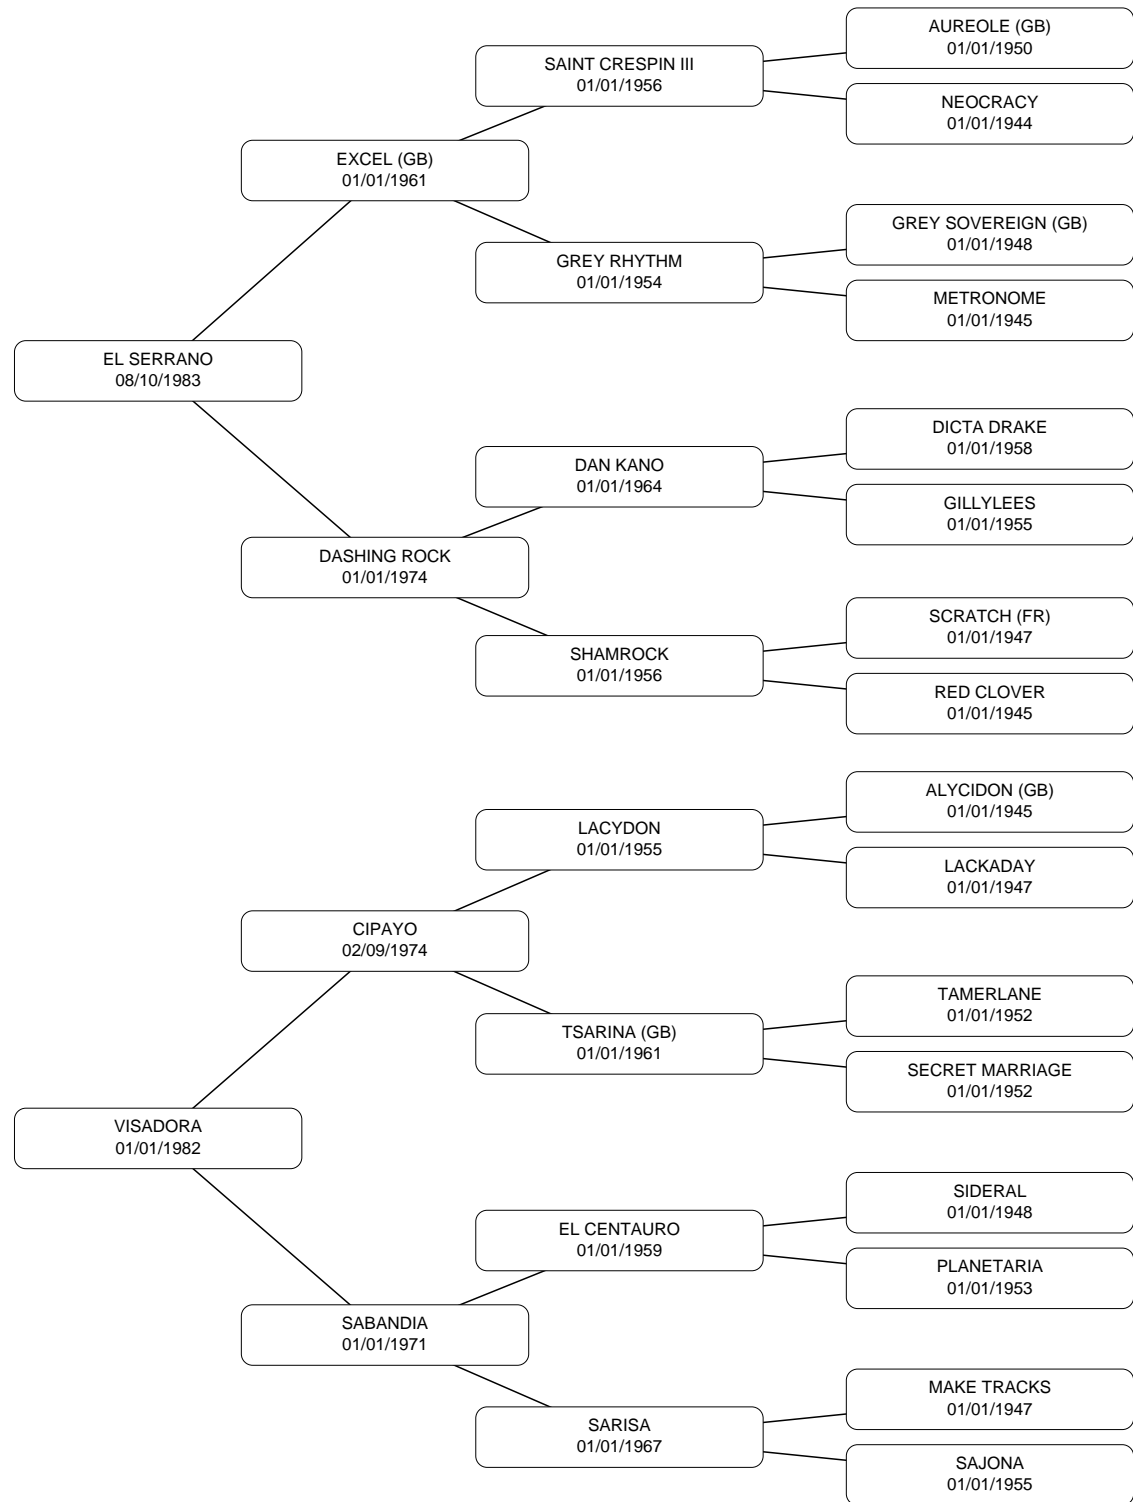 AUREOLE (GB)
01/01/1950
SAINT CRESPIN III
01/01/1956
NEOCRACY
01/01/1944
EXCEL (GB)
01/01/1961
GREY SOVEREIGN (GB)
01/01/1948
GREY RHYTHM
01/01/1954
METRONOME
01/01/1945
EL SERRANO
08/10/1983
DICTA DRAKE
01/01/1958
DAN KANO
01/01/1964
GILLYLEES
01/01/1955
DASHING ROCK
01/01/1974
SCRATCH (FR)
01/01/1947
SHAMROCK
01/01/1956
RED CLOVER
01/01/1945
ALYCIDON (GB)
01/01/1945
LACYDON
01/01/1955
LACKADAY
01/01/1947
CIPAYO
02/09/1974
TAMERLANE
01/01/1952
TSARINA (GB)
01/01/1961
SECRET MARRIAGE
01/01/1952
VISADORA
01/01/1982
SIDERAL
01/01/1948
EL CENTAURO
01/01/1959
PLANETARIA
01/01/1953
SABANDIA
01/01/1971
MAKE TRACKS
01/01/1947
SARISA
01/01/1967
SAJONA
01/01/1955